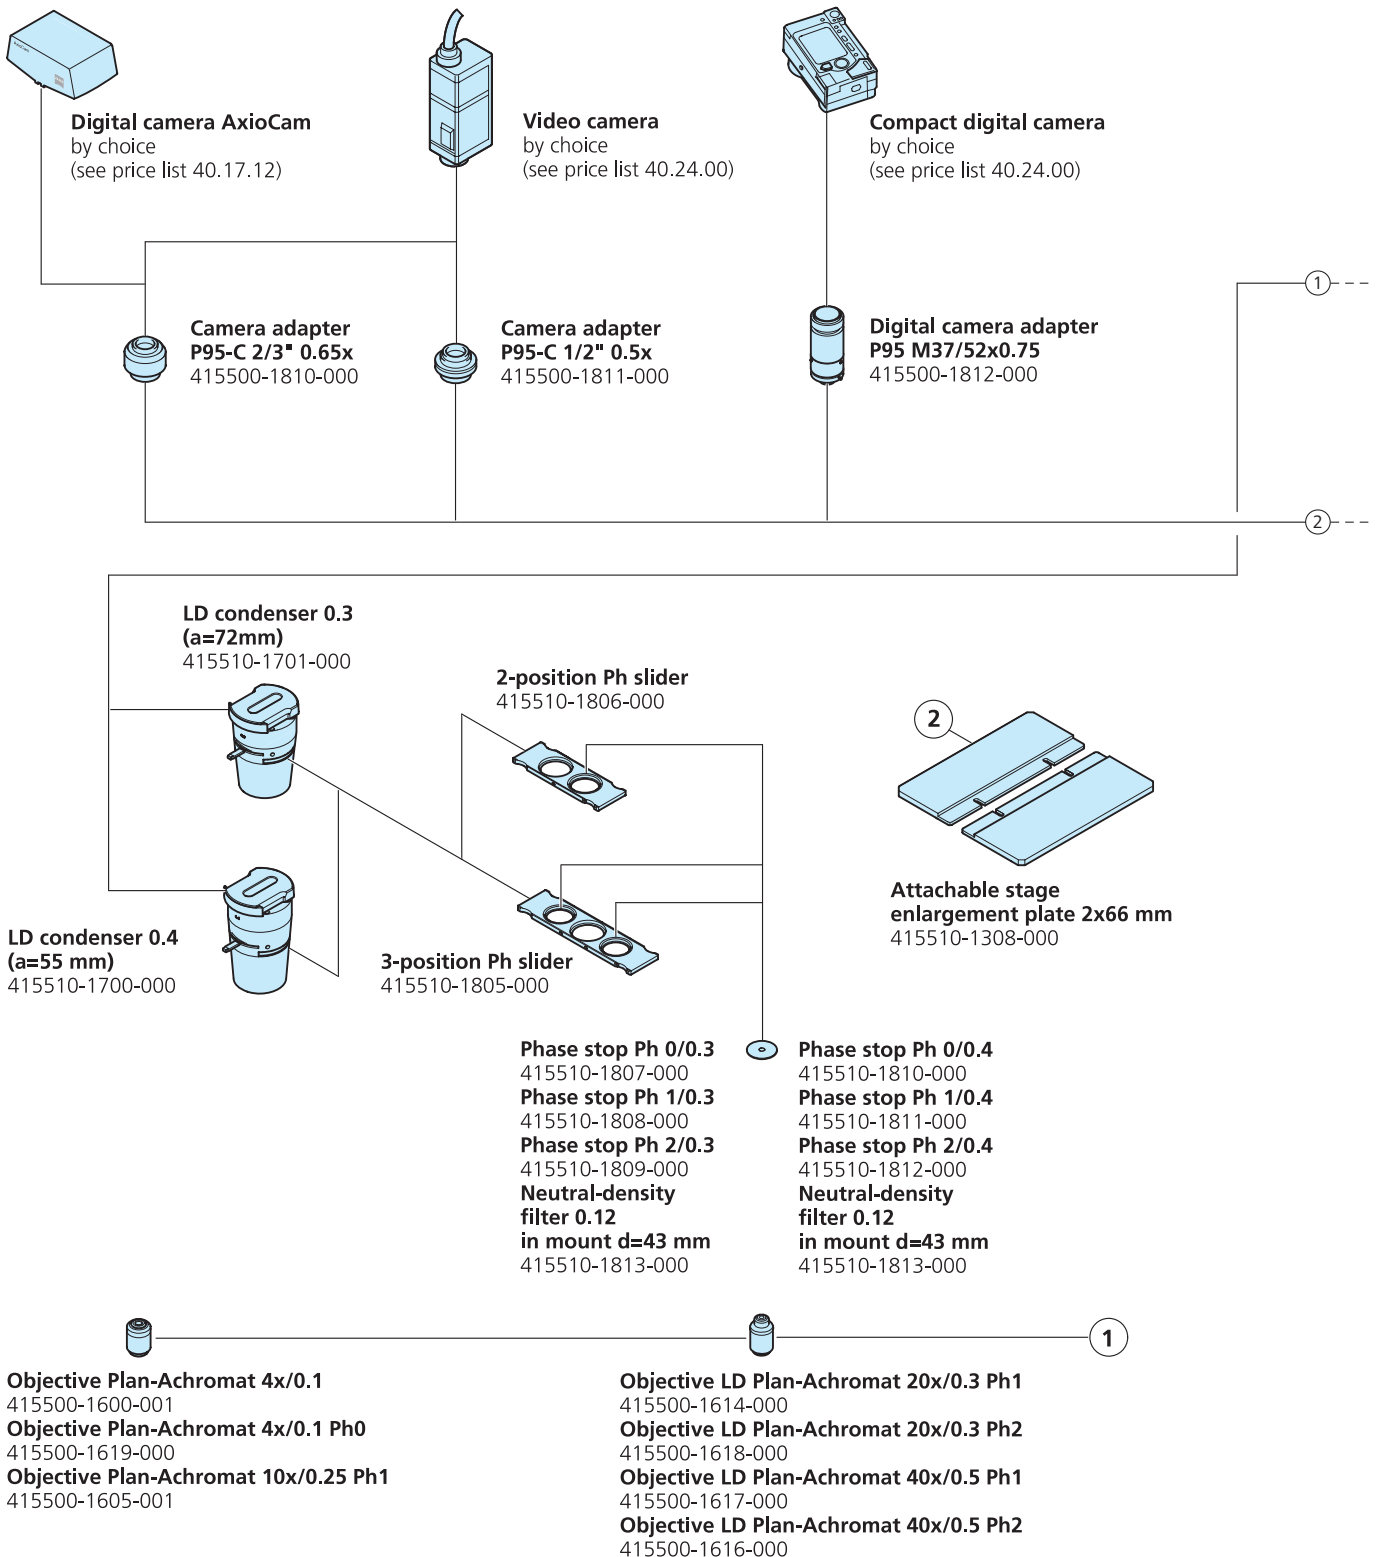 AxioCam
Digital camera AxioCam
by choice
(see price list 40.17.12)
Video camera
by choice
(see price list 40.24.00)
Compact digital camera
by choice
(see price list 40.24.00)
1
Camera adapter
P95-C 2/3" 0.65x
415500-1810-000
Camera adapter
P95-C 1/2" 0.5x
415500-1811-000
Digital camera adapter
P95 M37/52x0.75
415500-1812-000
2
LD condenser 0.3
(a=72mm)
415510-1701-000
2-position Ph slider
415510-1806-000
2
Attachable stage
enlargement plate 2x66 mm
415510-1308-000
LD condenser 0.4
(a=55 mm)
415510-1700-000
3-position Ph slider
415510-1805-000
Phase stop Ph 0/0.3
415510-1807-000
Phase stop Ph 1/0.3
415510-1808-000
Phase stop Ph 2/0.3
415510-1809-000
Neutral-density
filter 0.12
in mount d=43 mm
415510-1813-000
Phase stop Ph 0/0.4
415510-1810-000
Phase stop Ph 1/0.4
415510-1811-000
Phase stop Ph 2/0.4
415510-1812-000
Neutral-density
filter 0.12
in mount d=43 mm
415510-1813-000
1
Objective Plan-Achromat 4x/0.1
415500-1600-001
Objective Plan-Achromat 4x/0.1 Ph0
415500-1619-000
Objective Plan-Achromat 10x/0.25 Ph1
415500-1605-001
Objective LD Plan-Achromat 20x/0.3 Ph1
415500-1614-000
Objective LD Plan-Achromat 20x/0.3 Ph2
415500-1618-000
Objective LD Plan-Achromat 40x/0.5 Ph1
415500-1617-000
Objective LD Plan-Achromat 40x/0.5 Ph2
415500-1616-000